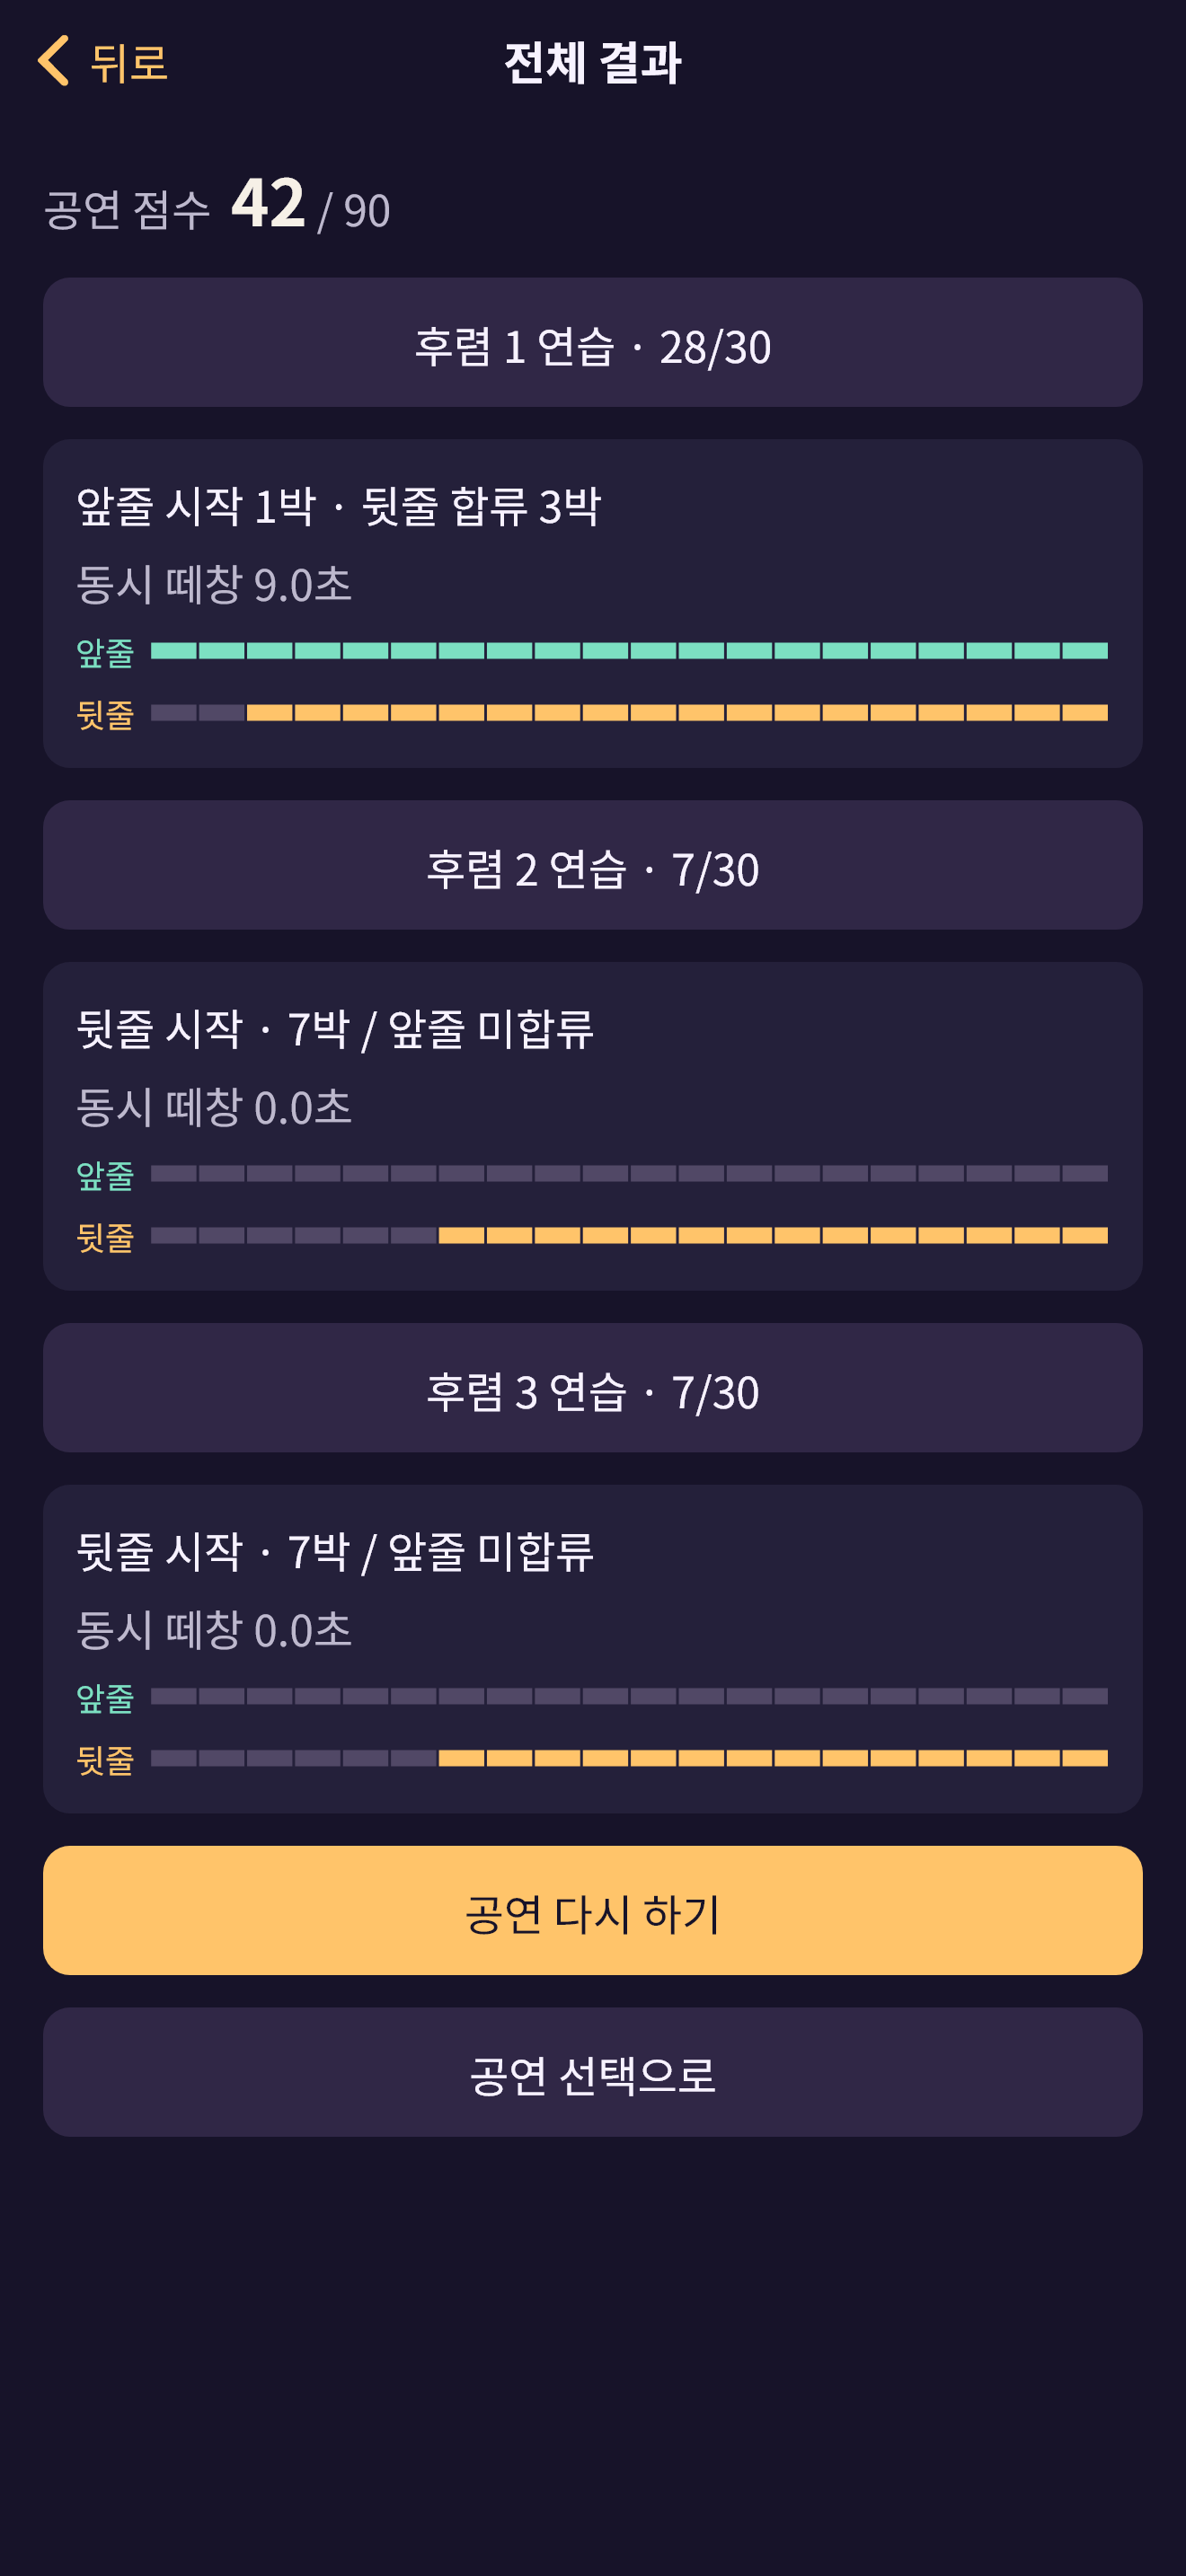 뒤로
전체 결과
공연 점수 42 / 90
후렴 1 연습 · 28/30
앞줄 시작 1박 · 뒷줄 합류 3박
동시 떼창 9.0초
앞줄
뒷줄
후렴 2 연습 · 7/30
뒷줄 시작 · 7박 / 앞줄 미합류
동시 떼창 0.0초
앞줄
뒷줄
후렴 3 연습 · 7/30
뒷줄 시작 · 7박 / 앞줄 미합류
동시 떼창 0.0초
앞줄
뒷줄
공연 다시 하기
공연 선택으로